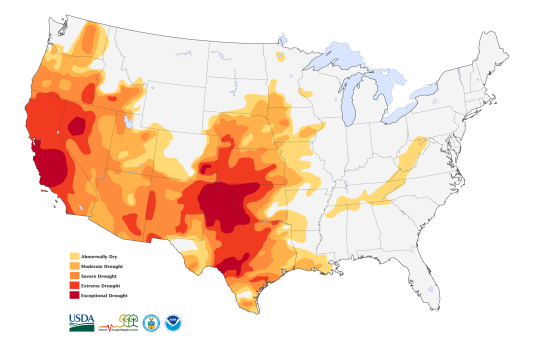 Abnormally Dry
Moderate Drought
Severe Drought
Extreme Drought
Exceptional Drought
USDA